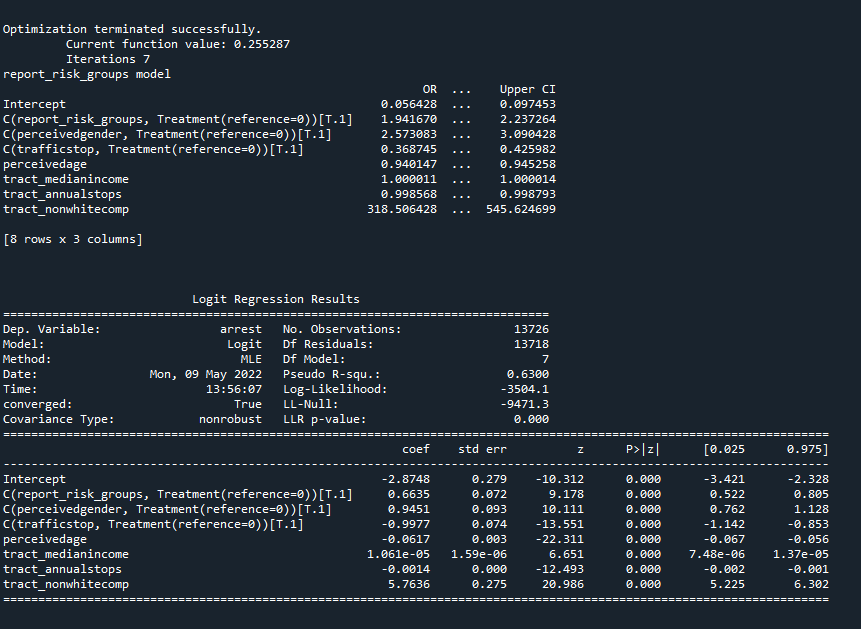 Optimization terminated successfully.
         Current function value: 0.255287
         Iterations 7
report_risk_groups model
                                                           OR  ...    Upper CI
Intercept                                            0.056428  ...    0.097453
C(report_risk_groups, Treatment(reference=0))[T.1]    1.941670  ...    2.237264
C(perceivedgender, Treatment(reference=0))[T.1]       2.573083  ...    3.090428
C(trafficstop, Treatment(reference=0))[T.1]           0.368745  ...    0.425982
perceivedage                                         0.940147  ...    0.945258
tract_medianincome                                   1.000011  ...    1.000014
tract_annualstops                                    0.998568  ...    0.998793
tract_nonwhitecomp                                 318.506428  ...  545.624699
[8 rows x 3 columns]
                           Logit Regression Results
==============================================================================
Dep. Variable:                 arrest   No. Observations:                13726
Model:                          Logit   Df Residuals:                    13718
Method:                           MLE   Df Model:                            7
Date:                Mon, 09 May 2022   Pseudo R-squ.:                  0.6300
Time:                        13:56:07   Log-Likelihood:                -3504.1
converged:                       True   LL-Null:                       -9471.3
Covariance Type:            nonrobust   LLR p-value:                     0.000
======================================================================================================================
                                                         coef    std err          z      P>|z|      [0.025      0.975]
----------------------------------------------------------------------------------------------------------------------
Intercept                                             -2.8748      0.279    -10.312      0.000      -3.421      -2.328
C(report_risk_groups, Treatment(reference=0))[T.1]     0.6635      0.072      9.178      0.000       0.522       0.805
C(perceivedgender, Treatment(reference=0))[T.1]        0.9451      0.093     10.111      0.000       0.762       1.128
C(trafficstop, Treatment(reference=0))[T.1]           -0.9977      0.074    -13.551      0.000      -1.142      -0.853
perceivedage                                          -0.0617      0.003    -22.311      0.000      -0.067      -0.056
tract_medianincome                                  1.061e-05   1.59e-06      6.651      0.000    7.48e-06    1.37e-05
tract_annualstops                                     -0.0014      0.000    -12.493      0.000      -0.002      -0.001
tract_nonwhitecomp                                     5.7636      0.275     20.986      0.000       5.225       6.302
======================================================================================================================